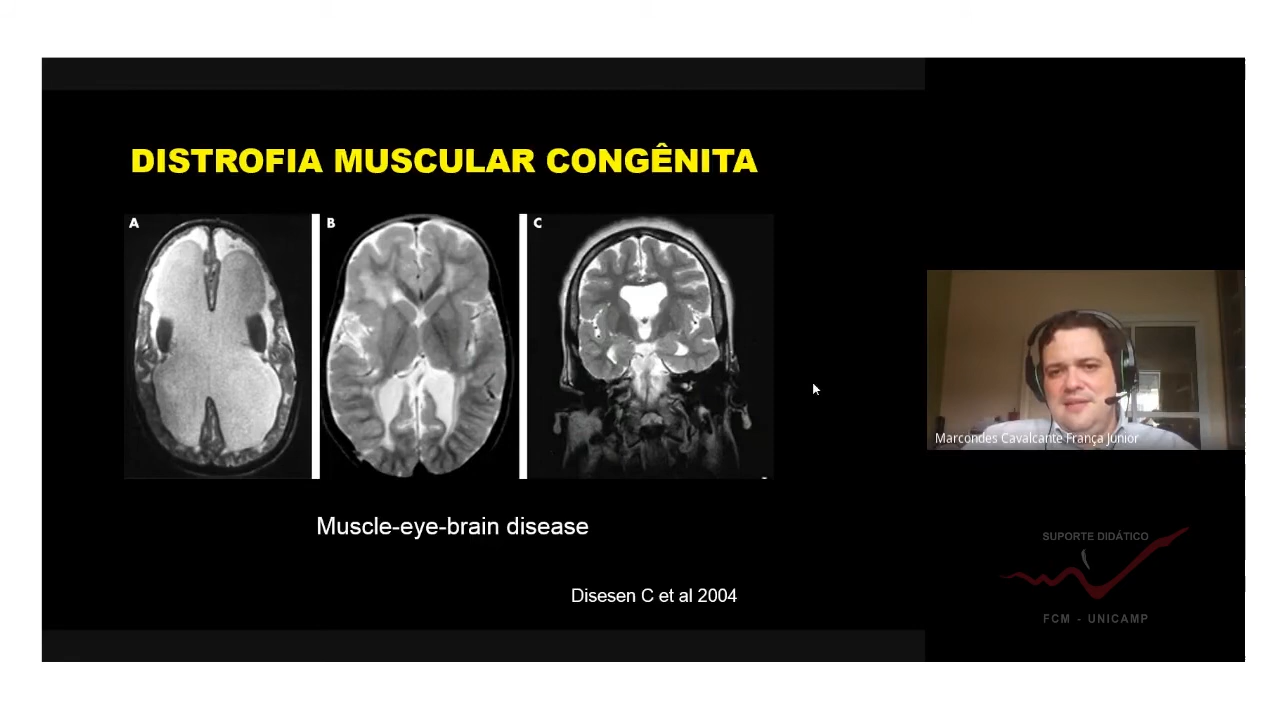 DISTROFIA MUSCULAR CONGÊNITA
A
B
C
Muscle-eye-brain disease
Disesen C et al 2004
Marcondes Cavalcante França Junior
SUPORTE DIDÁTICO
FCM - UNICAMP